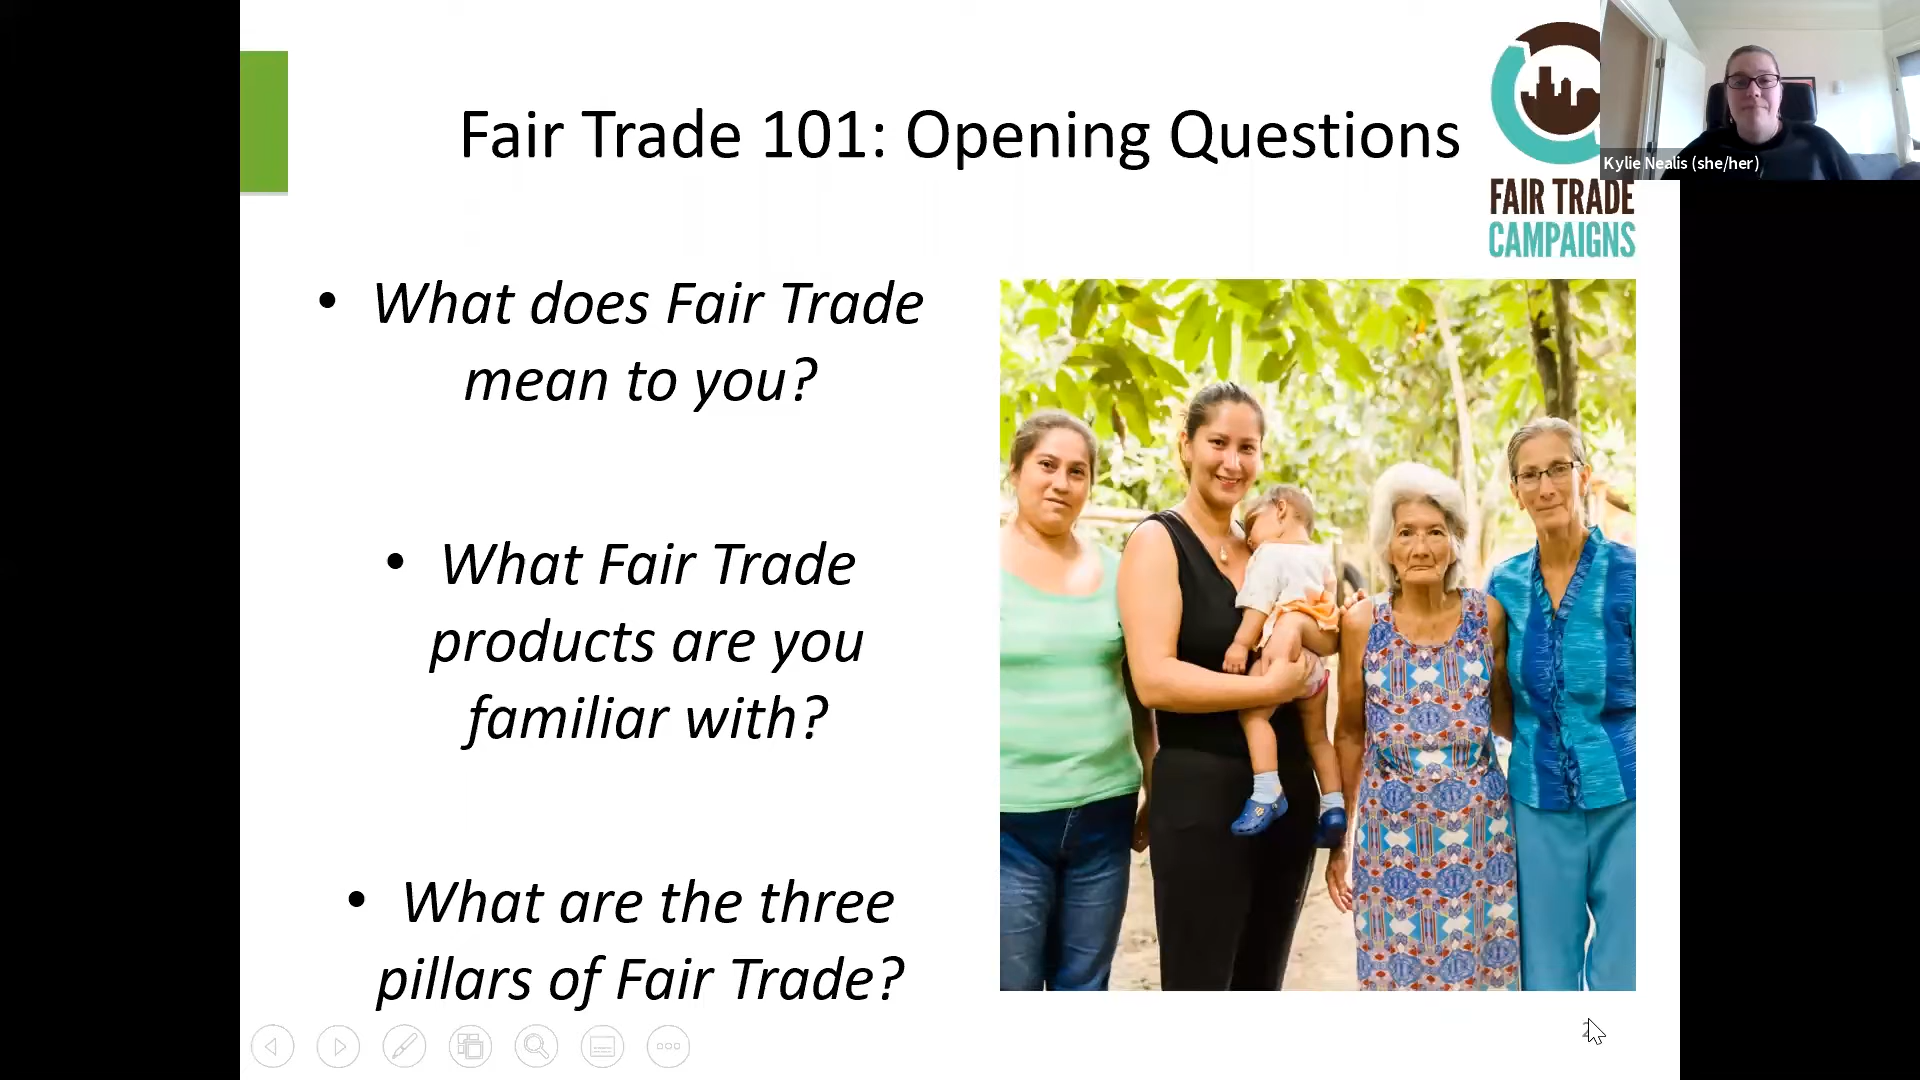 Fair Trade 101: Opening Questions
Kylie Nealis (she/her)
FAIR TRADE
CAMPAIGNS
• What does Fair Trade
mean to you?
• What Fair Trade
products are you
familiar with?
• What are the three
pillars of Fair Trade?